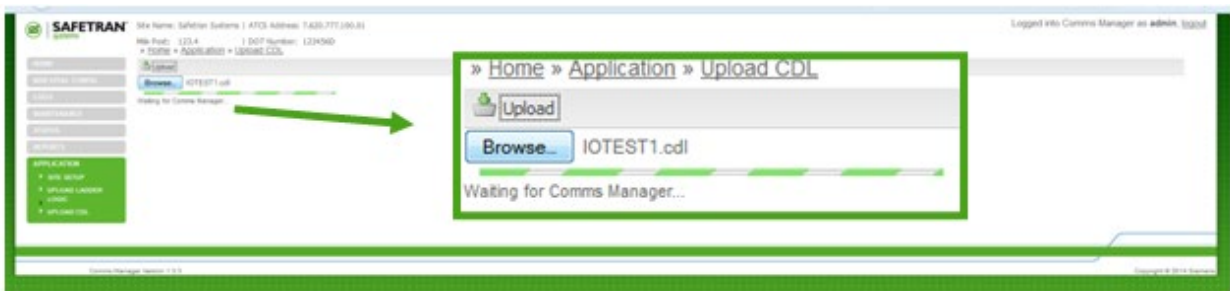 SAFETRAN
systems
Site Name: Safetran Systems | ATCS Address: 7.620.777.100.01
Mile Post: 123.4 | DOT Number: 123456D
» Home » Application » Upload CDL
Logged into Comms Manager as admin, logout
Upload
Browse... IOTEST1.cdl
Waiting for Comms Manager...
HOME
LOGS
MAINTENANCE
STATUS
REPORTS
APPLICATION
SITE SETUP
UPLOAD LADDER
LOGIC
UPLOAD CDL
» Home » Application » Upload CDL
Upload
Browse... IOTEST1.cdl
Waiting for Comms Manager...
Comms Manager Version 1.0.5
Copyright © 2014 Siemens